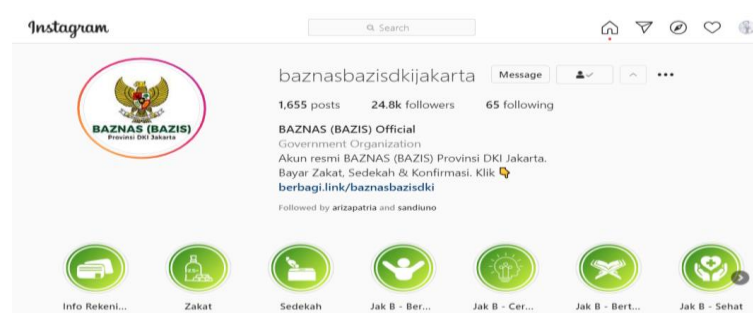 Instagram
Search
baznasbazisdkijakarta Message
1,655 posts 24.8k followers 65 following
BAZNAS (BAZIS)
Provinsi DKI Jakarta
BAZNAS (BAZIS) Official
Government Organization
Akun resmi BAZNAS (BAZIS) Provinsi DKI Jakarta.
Bayar Zakat, Sedekah & Konfirmasi. Klik 👇
berbagi.link/baznasbazisdki
Followed by arizapatria and sandiuno
Info Rekeni... Zakat Sedekah Jak B - Ber... Jak B - Cer... Jak B - Bert... Jak B - Sehat